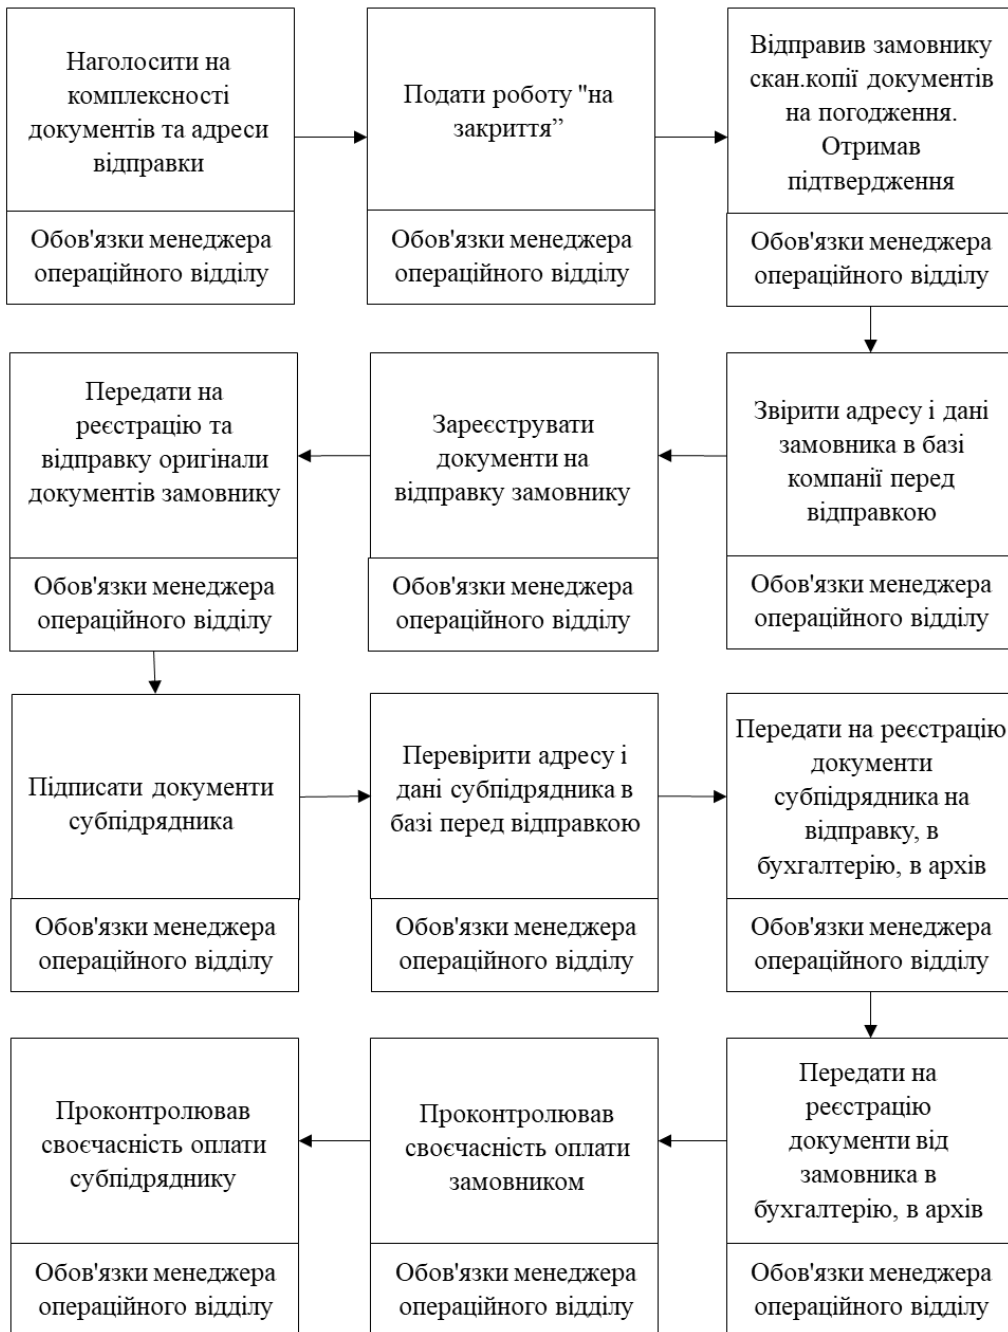 Наголосити на
комплексності
документів та адреси
відправки
Обов'язки менеджера
операційного відділу
Подати роботу "на
закриття”
Обов'язки менеджера
операційного відділу
Відправив замовнику
скан.копії документів
на погодження.
Отримав
підтвердження
Обов'язки менеджера
операційного відділу
Звірити адресу і дані
замовника в базі
компанії перед
відправкою
Обов'язки менеджера
операційного відділу
Зареєструвати
документи на
відправку замовнику
Обов'язки менеджера
операційного відділу
Передати на
реєстрацію та
відправку оригінали
документів замовнику
Обов'язки менеджера
операційного відділу
Підписати документи
субпідрядника
Обов'язки менеджера
операційного відділу
Перевірити адресу і
дані субпідрядника в
базі перед відправкою
Обов'язки менеджера
операційного відділу
Передати на реєстрацію
документи
субпідрядника на
відправку, в
бухгалтерію, в архів
Обов'язки менеджера
операційного відділу
Передати на
реєстрацію
документи від
замовника в
бухгалтерію, в архів
Обов'язки менеджера
операційного відділу
Проконтролював
своєчасність оплати
замовником
Обов'язки менеджера
операційного відділу
Проконтролював
своєчасність оплати
субпідряднику
Обов'язки менеджера
операційного відділу